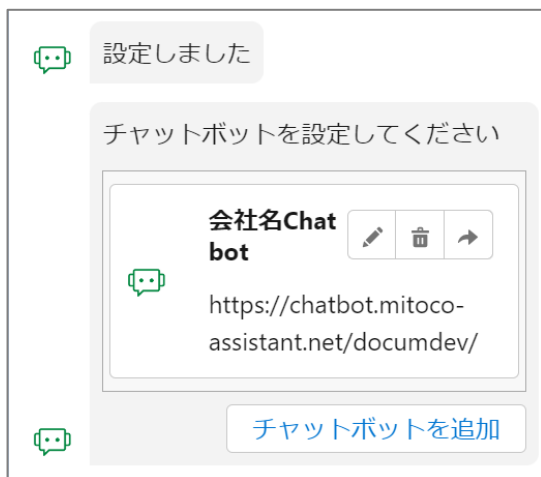 設定しました
チャットボットを設定してください
会社名Chat
bot
https://chatbot.mitoco-
assistant.net/documdev/
チャットボットを追加